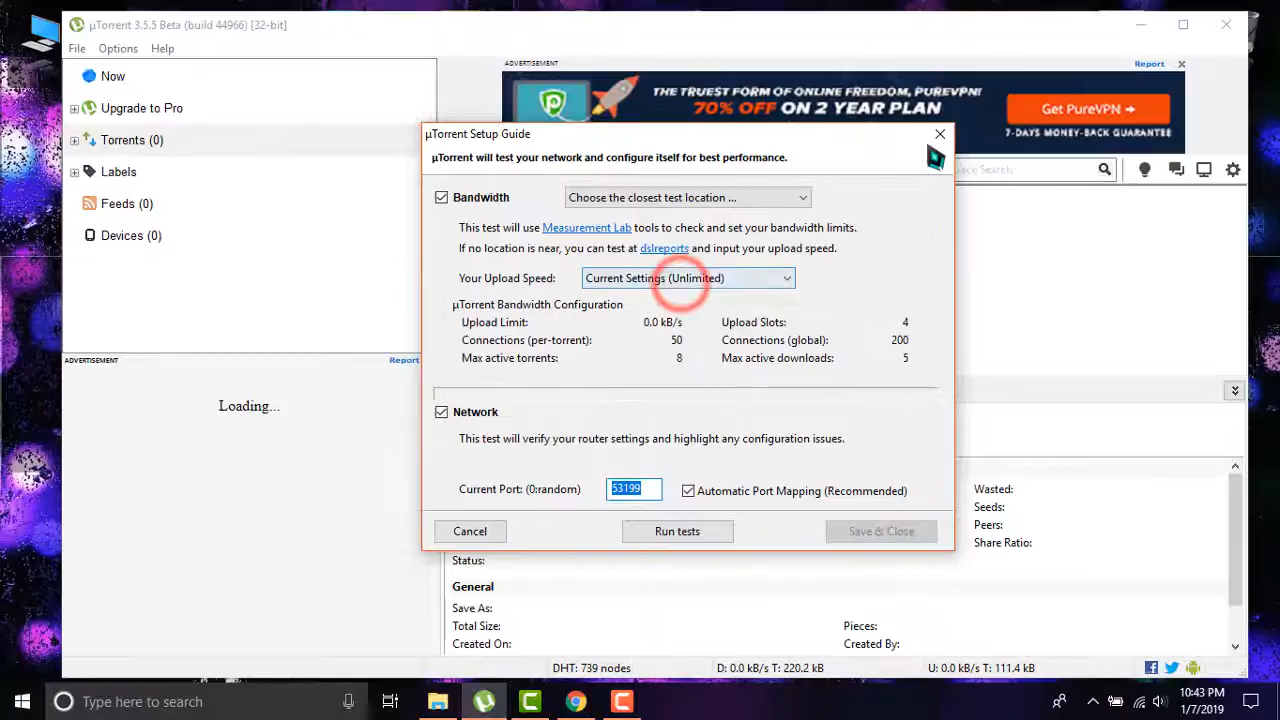 µTorrent 3.5.5 Beta (build 44966) [32-bit]
File Options Help
Now
Upgrade to Pro
Torrents (0)
Labels
Feeds (0)
Devices (0)
ADVERTISEMENT Report
Loading...
ADVERTISEMENT Report
THE TRUEST FORM OF ONLINE FREEDOM, PUREVPN!
70% OFF ON 2 YEAR PLAN
Get PureVPN
7-DAYS MONEY-BACK GUARANTEE
Search
µTorrent Setup Guide
µTorrent will test your network and configure itself for best performance.
Bandwidth Choose the closest test location ...
This test will use Measurement Lab tools to check and set your bandwidth limits.
If no location is near, you can test at dslreports and input your upload speed.
Your Upload Speed: Current Settings (Unlimited)
µTorrent Bandwidth Configuration
Upload Limit: 0.0 kB/s Upload Slots: 4
Connections (per-torrent): 50 Connections (global): 200
Max active torrents: 8 Max active downloads: 5
Network
This test will verify your router settings and highlight any configuration issues.
Current Port: (0:random) 53199 Automatic Port Mapping (Recommended)
Cancel Run tests Save & Close
Wasted:
Seeds:
Peers:
Share Ratio:
Status:
General
Save As:
Total Size: Pieces:
Created On: Created By:
DHT: 739 nodes D: 0.0 kB/s T: 220.2 kB U: 0.0 kB/s T: 111.4 kB
Type here to search
10:43 PM
1/7/2019